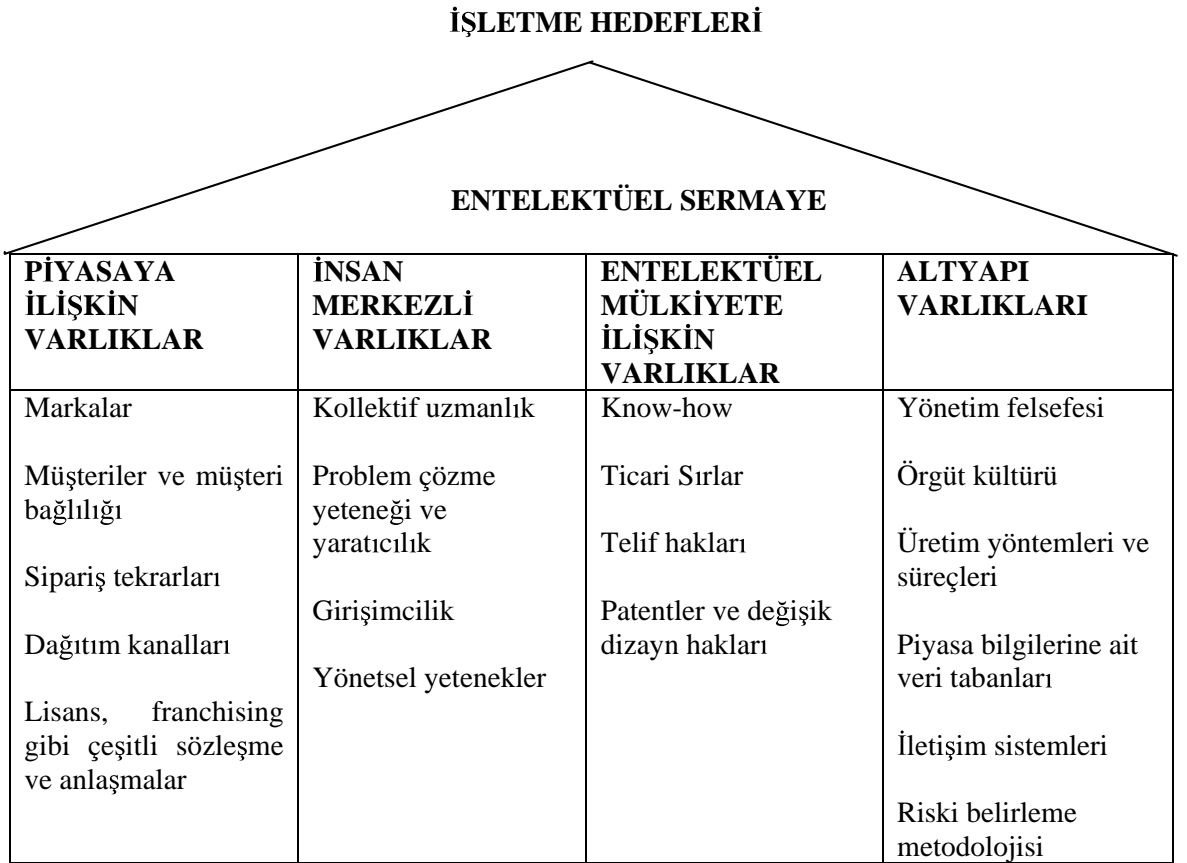 İŞLETME HEDEFLERİ
ENTELEKTÜEL SERMAYE
PİYASAYA
İLİŞKİN
VARLIKLAR
İNSAN
MERKEZLİ
VARLIKLAR
ENTELEKTÜEL
MÜLKİYETE
İLİŞKİN
VARLIKLAR
ALTYAPI
VARLIKLARI
Markalar
Müşteriler ve müşteri
bağlılığı
Sipariş tekrarları
Dağıtım kanalları
Lisans, franchising
gibi çeşitli sözleşme
ve anlaşmalar
Kollektif uzmanlık
Problem çözme
yeteneği ve
yaratıcılık
Girişimcilik
Yönetsel yetenekler
Know-how
Ticari Sırlar
Telif hakları
Patentler ve değişik
dizayn hakları
Yönetim felsefesi
Örgüt kültürü
Üretim yöntemleri ve
süreçleri
Piyasa bilgilerine ait
veri tabanları
İletişim sistemleri
Riski belirleme
metodolojisi